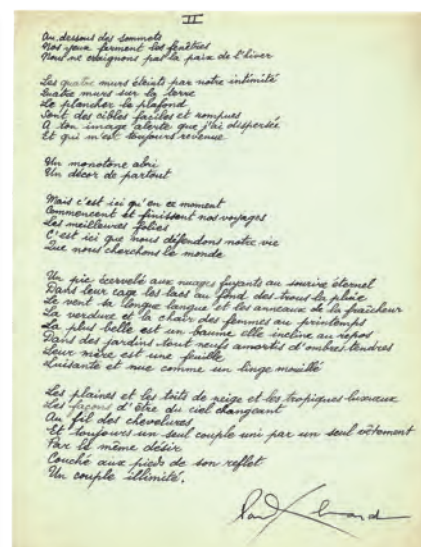 II
Au dessous des sommets
Nos yeux ferment les fenêtres
Nous ne craignons pas la paix de l'hiver
Les quatre murs éteints par notre intimité
Quatre murs sur la terre
Le plancher le plafond
Sont des cibles faciles et rompues
A ton image alerte que j'ai dispersée
Et qui m'est toujours revenue.
Un monotone abri
Un décor de partout
Mais c'est ici qu'en ce moment
Commencent et finissent nos voyages
Les meilleures folies
C'est ici que nous défendons notre vie
Que nous cherchons le monde
Un pic écervelé aux nuages fuyants au sourire éternel
Dans leur cage les lacs au fond des trous la pluie
Le vent sa longue langue et les anneaux de la fraîcheur
La verdure et la chair des femmes au printemps
La plus belle est un baume elle incline au repos
Dans des jardins tout neufs amortis d'ombres tendres
Leur mère est une feuille
Luisante et nue comme un linge mouillé
Les plaines et les toits de neige et les tropiques luxueux
Les façons d'être du ciel changeant
Au fil des chevelures
Et toujours un seul couple uni par un seul vêtement
Par le même désir
Couché aux pieds de son reflet
Un couple illimité.
Paul Eluard